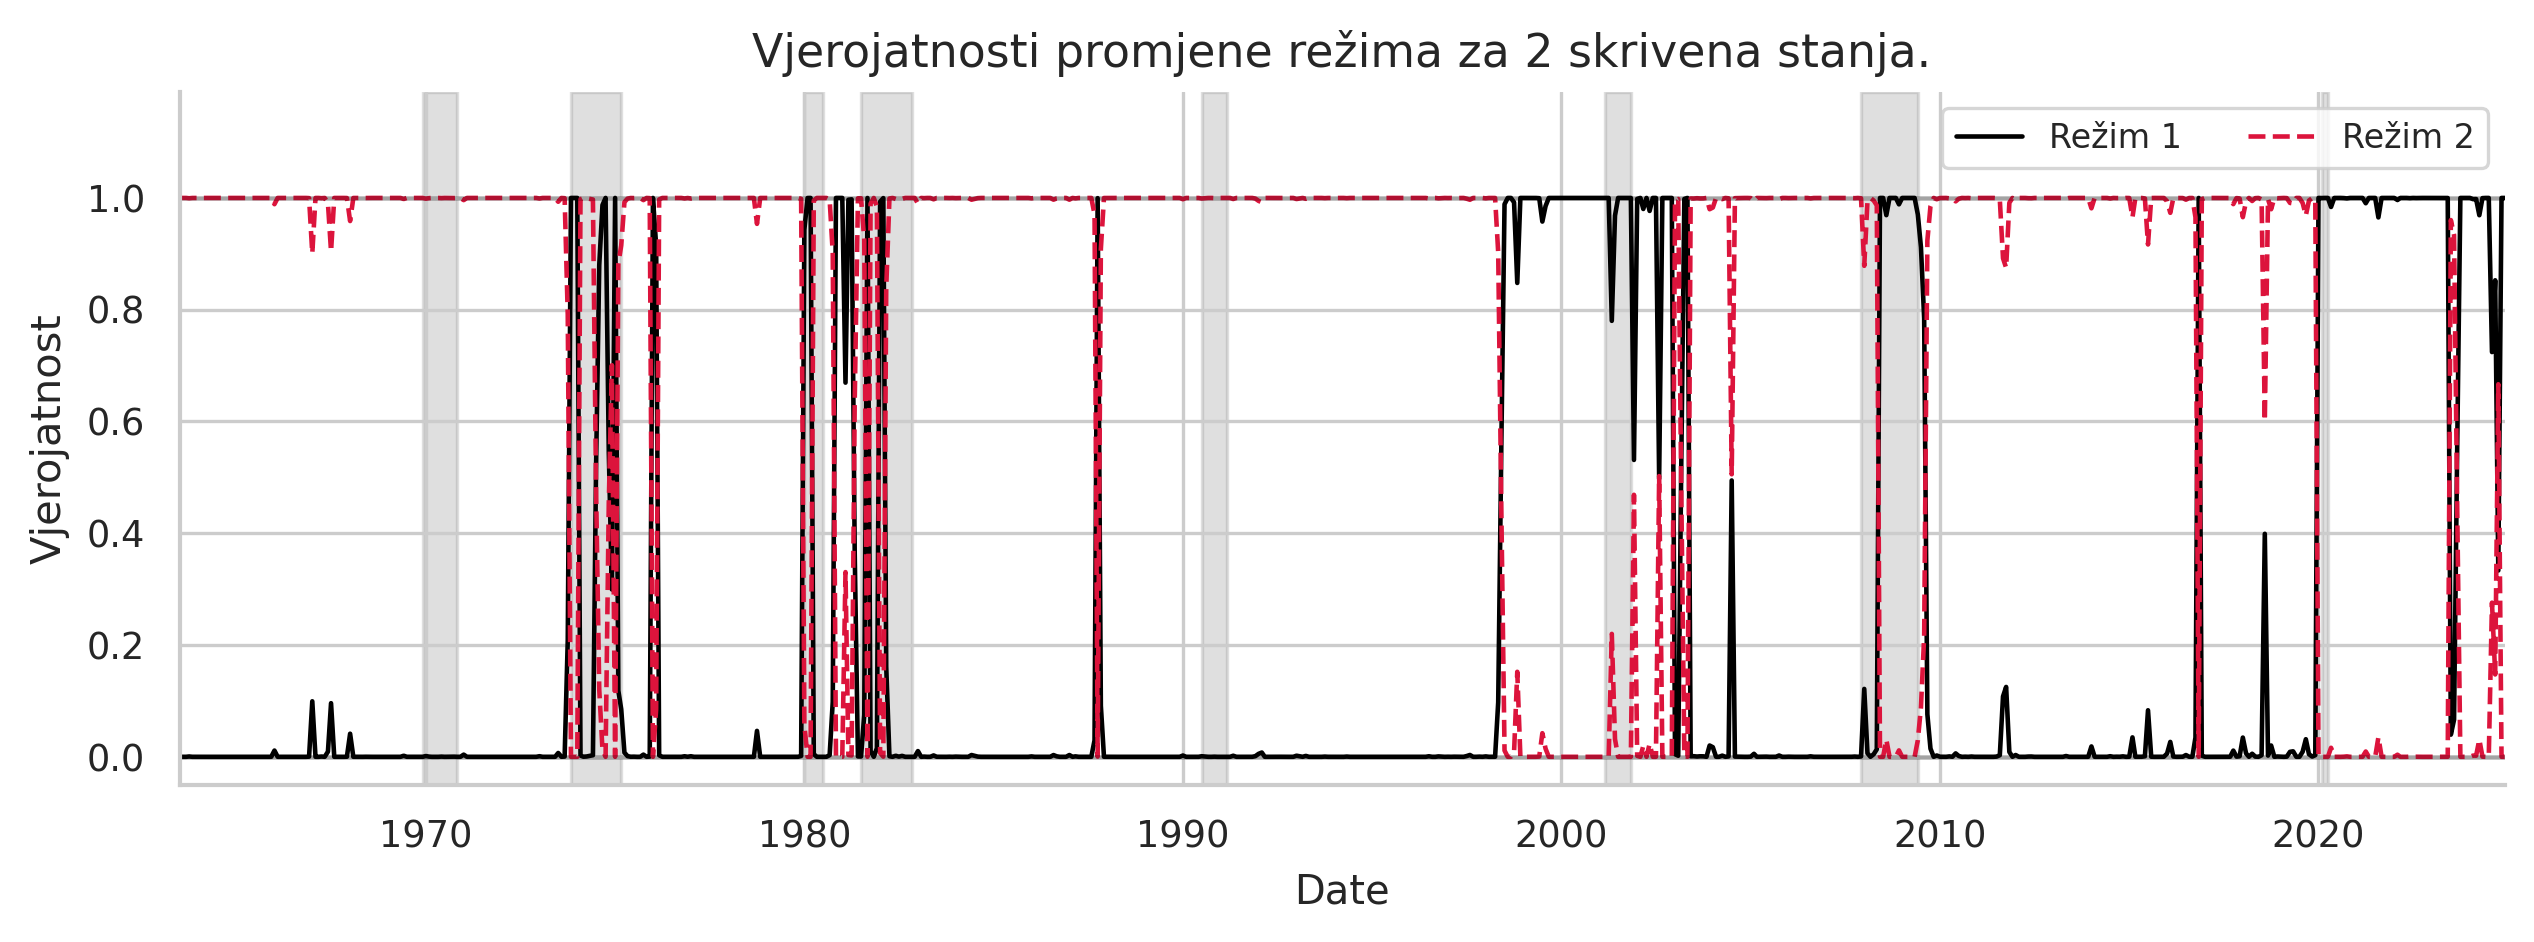 Vjerojatnosti promjene režima za 2 skrivena stanja.
Režim 1 Režim 2
Vjerojatnost
1.0
0.8
0.6
0.4
0.2
0.0
1970 1980 1990 2000 2010 2020
Date